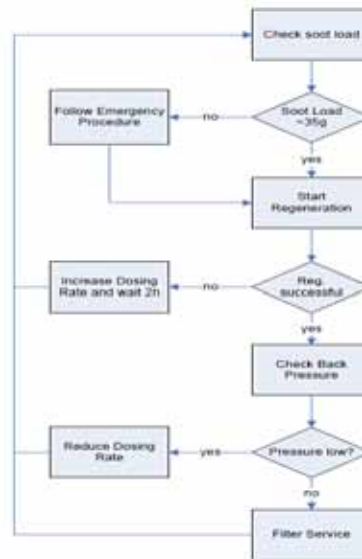 Check soot load
Follow Emergency
Procedure
no
Soot Load
~35g
yes
Start
Regeneration
Increase Dosing
Rate and wait 2h
no
Reg.
successful
yes
Check Back
Pressure
Reduce Dosing
Rate
yes
Pressure low?
no
Filter Service